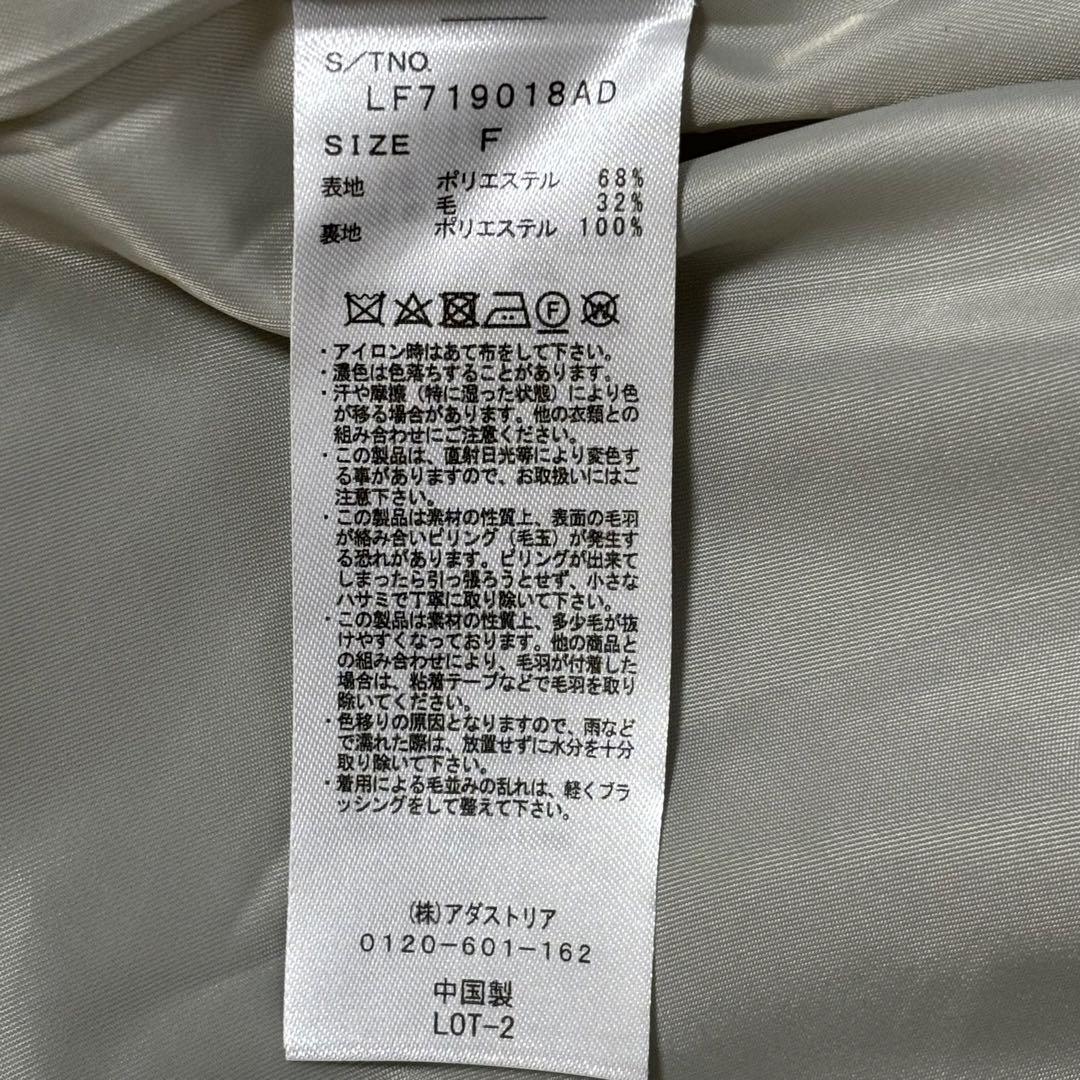 S/TNO.
LF719018AD
SIZE F
表地 ポリエステル 68%
毛 32%
裏地 ポリエステル 100%
F W
・アイロン時はあて布をして下さい。
・濃色は色落ちすることがあります。
・汗や摩擦（特に湿った状態）により色
が移る場合があります。他の衣類との
組み合わせにご注意ください。
・この製品は、直射日光等により変色す
る事がありますので、お取扱いにはご
注意下さい。
・この製品は素材の性質上、表面の毛羽
が絡み合いピリング（毛玉）が発生す
る恐れがあります。ピリングが出来て
しまったら引っ張ろうとせず、小さな
ハサミで丁寧に取り除いて下さい。
・この製品は素材の性質上、多少毛が抜
けやすくなっております。他の商品と
の組み合わせにより、毛羽が付着した
場合は、粘着テープなどで毛羽を取り
除いてください。
・色移りの原因となりますので、雨など
で濡れた際は、放置せずに水分を十分
取り除いて下さい。
・着用による毛並みの乱れは、軽くブラ
ッシングをして整えて下さい。
(株)アダストリア
0120-601-162
中国製
LOT-2